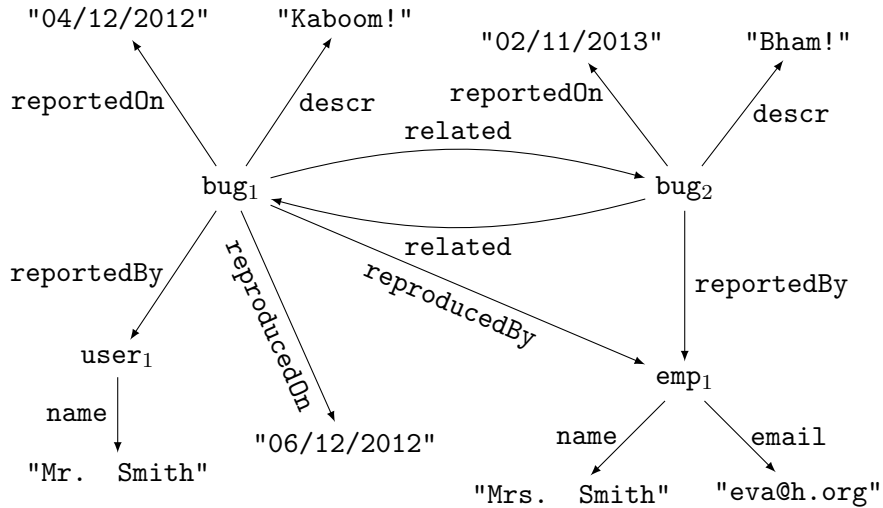 "04/12/2012"
"Kaboom!"
"02/11/2013"
"Bham!"
reportedOn
descr
reportedOn
descr
related
bug₁
bug₂
related
reportedBy
reproducedOn
reproducedBy
reportedBy
user₁
emp₁
name
"06/12/2012"
name
email
"Mr. Smith"
"Mrs. Smith"
"eva@h.org"